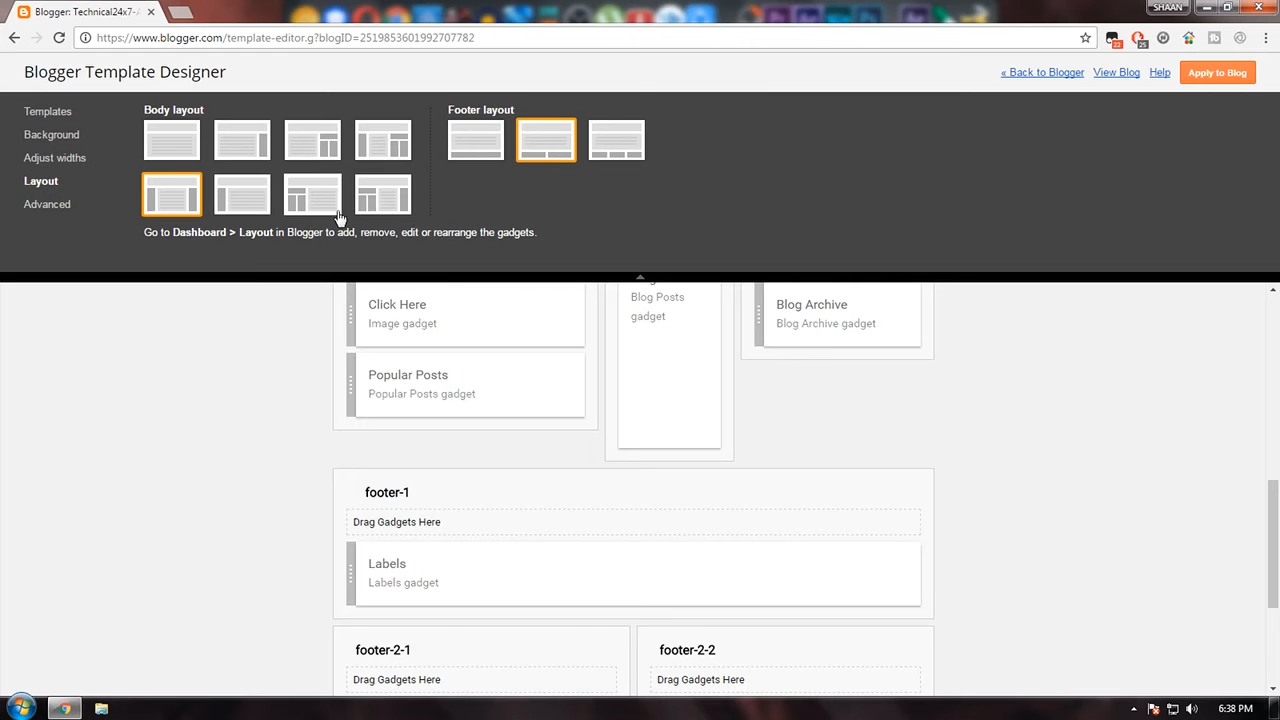 Blogger: Technical24x7-
SHAAN
https://www.blogger.com/template-editor.g?blogID=2519853601992707782
22
25
Blogger Template Designer
« Back to Blogger
View Blog
Help
Apply to Blog
Templates
Background
Adjust widths
Layout
Advanced
Body layout
Footer layout
Go to Dashboard > Layout in Blogger to add, remove, edit or rearrange the gadgets.
Click Here
Image gadget
Popular Posts
Popular Posts gadget
Blog Posts
gadget
Blog Archive
Blog Archive gadget
footer-1
Drag Gadgets Here
Labels
Labels gadget
footer-2-1
Drag Gadgets Here
footer-2-2
Drag Gadgets Here
6:38 PM